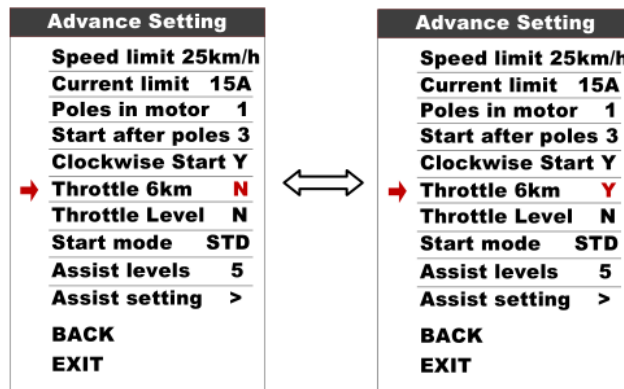 Advance Setting
Speed limit 25km/h
Current limit 15A
Poles in motor 1
Start after poles 3
Clockwise Start Y
Throttle 6km N
Throttle Level N
Start mode STD
Assist levels 5
Assist setting >
BACK
EXIT
Advance Setting
Speed limit 25km/h
Current limit 15A
Poles in motor 1
Start after poles 3
Clockwise Start Y
Throttle 6km Y
Throttle Level N
Start mode STD
Assist levels 5
Assist setting >
BACK
EXIT